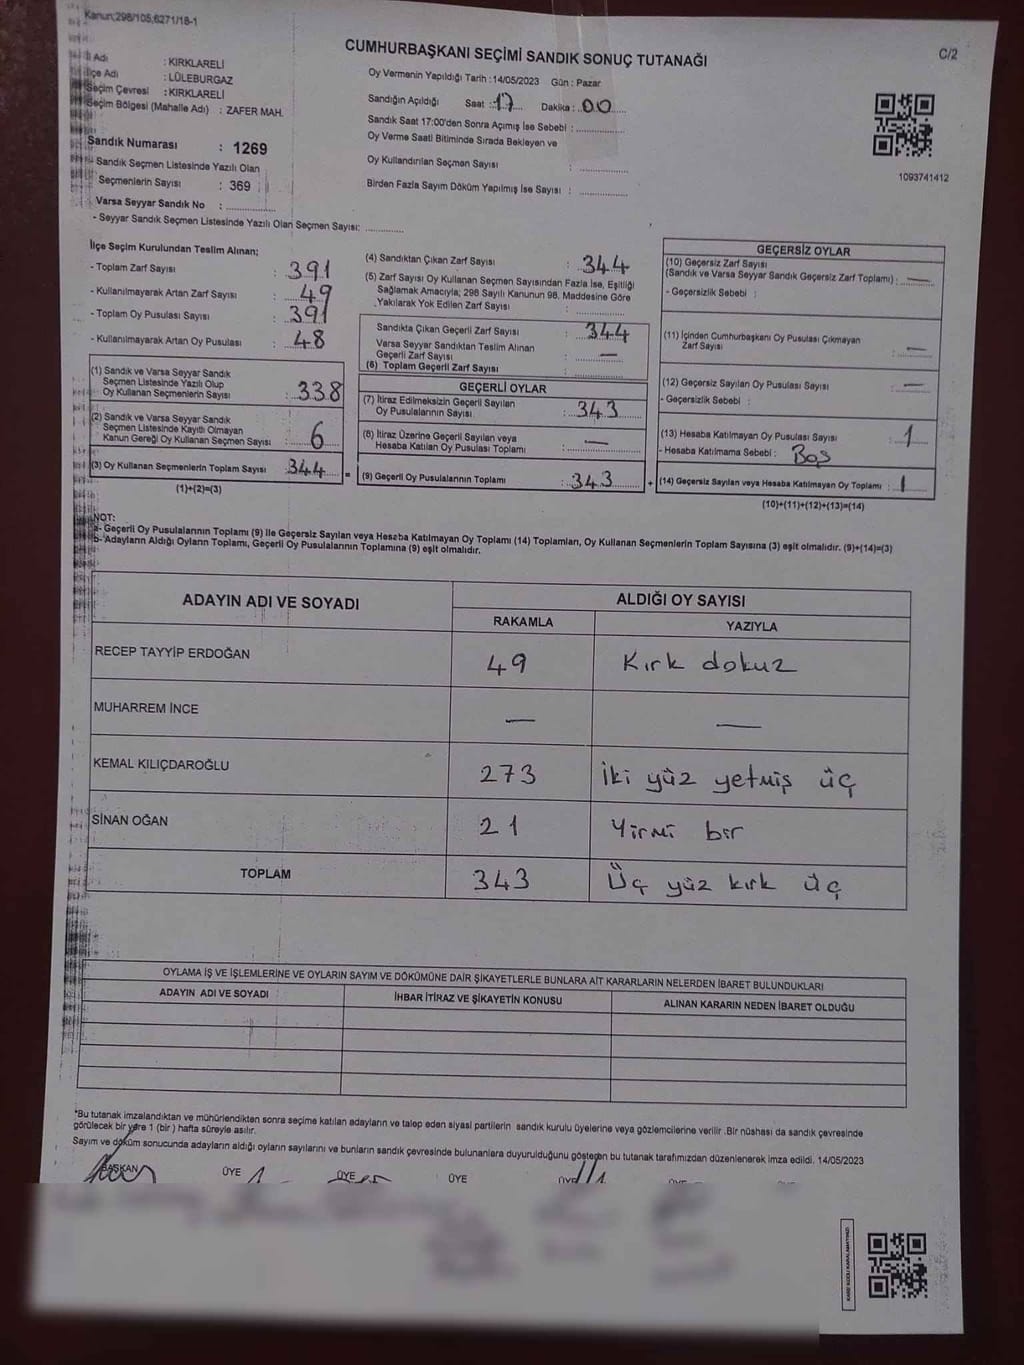 Kanun;298/105,6271/18-1
C/2
CUMHURBAŞKANI SEÇİMİ SANDIK SONUÇ TUTANAĞI
İl Adı : KIRKLARELİ
İlçe Adı : LÜLEBURGAZ
Seçim Çevresi : KIRKLARELİ
Seçim Bölgesi (Mahalle Adı) : ZAFER MAH.
Sandık Numarası : 1269
- Sandık Seçmen Listesinde Yazılı Olan
Seçmenlerin Sayısı : 369
Varsa Seyyar Sandık No : ..............
- Seyyar Sandık Seçmen Listesinde Yazılı Olan Seçmen Sayısı: ............
Oy Vermenin Yapıldığı Tarih :14/05/2023 Gün : Pazar
Sandığın Açıldığı Saat : 17 Dakika : 00
Sandık Saat 17:00'den Sonra Açımış İse Sebebi : ..............
Oy Verme Saati Bitiminde Sırada Bekleyen ve
Oy Kullandırılan Seçmen Sayısı : ..............
Birden Fazla Sayım Döküm Yapılmış İse Sayısı : ..............
1093741412
İlçe Seçim Kurulundan Teslim Alınan;
- Toplam Zarf Sayısı : 391
- Kullanılmayarak Artan Zarf Sayısı : 49
- Toplam Oy Pusulası Sayısı : 391
- Kullanılmayarak Artan Oy Pusulası : 48
(1) Sandık ve Varsa Seyyar Sandık
Seçmen Listesinde Yazılı Olup
Oy Kullanan Seçmenlerin Sayısı : 338
(2) Sandık ve Varsa Seyyar Sandık
Seçmen Listesinde Kayıtlı Olmayan
Kanun Gereği Oy Kullanan Seçmen Sayısı : 6
(3) Oy Kullanan Seçmenlerin Toplam Sayısı : 344 =
(1)+(2)=(3)
(4) Sandıktan Çıkan Zarf Sayısı : 344
(5) Zarf Sayısı Oy Kullanan Seçmen Sayısından Fazla İse, Eşitliği
Sağlamak Amacıyla; 298 Sayılı Kanunun 98. Maddesine Göre
Yakılarak Yok Edilen Zarf Sayısı : ..............
Sandıkta Çıkan Geçerli Zarf Sayısı : 344
Varsa Seyyar Sandıktan Teslim Alınan
Geçerli Zarf Sayısı : —
(6) Toplam Geçerli Zarf Sayısı : ..............
GEÇERLİ OYLAR
(7) İtiraz Edilmeksizin Geçerli Sayılan
Oy Pusulalarının Sayısı : 343
(8) İtiraz Üzerine Geçerli Sayılan veya
Hesaba Katılan Oy Pusulası Toplamı : —
(9) Geçerli Oy Pusulalarının Toplamı : 343 +
GEÇERSİZ OYLAR
(10) Geçersiz Zarf Sayısı
(Sandık ve Varsa Seyyar Sandık Geçersiz Zarf Toplamı) : —
- Geçersizlik Sebebi :
(11) İçinden Cumhurbaşkanı Oy Pusulası Çıkmayan
Zarf Sayısı : —
(12) Geçersiz Sayılan Oy Pusulası Sayısı : —
- Geçersizlik Sebebi :
(13) Hesaba Katılmayan Oy Pusulası Sayısı : 1
- Hesaba Katılmama Sebebi : Boş
(14) Geçersiz Sayılan veya Hesaba Katılmayan Oy Toplamı : 1
(10)+(11)+(12)+(13)=(14)
NOT:
a- Geçerli Oy Pusulalarının Toplamı (9) ile Geçersiz Sayılan veya Hesaba Katılmayan Oy Toplamı (14) Toplamları, Oy Kullanan Seçmenlerin Toplam Sayısına (3) eşit olmalıdır. (9)+(14)=(3)
b- Adayların Aldığı Oyların Toplamı, Geçerli Oy Pusulalarının Toplamına (9) eşit olmalıdır.
ADAYIN ADI VE SOYADI ALDIĞI OY SAYISI
RAKAMLA YAZIYLA
RECEP TAYYİP ERDOĞAN 49 Kırk dokuz
MUHARREM İNCE — —
KEMAL KILIÇDAROĞLU 273 İki yüz yetmiş üç
SİNAN OĞAN 21 Yirmi bir
TOPLAM 343 Üç yüz kırk üç
OYLAMA İŞ VE İŞLEMLERİNE VE OYLARIN SAYIM VE DÖKÜMÜNE DAİR ŞİKAYETLERLE BUNLARA AİT KARARLARIN NELERDEN İBARET BULUNDUKLARI
ADAYIN ADI VE SOYADI İHBAR İTİRAZ VE ŞİKAYETİN KONUSU ALINAN KARARIN NEDEN İBARET OLDUĞU
*Bu tutanak imzalandıktan ve mühürlendikten sonra seçime katılan adayların ve talep eden siyasi partilerin sandık kurulu üyelerine veya gözlemcilerine verilir .Bir nüshası da sandık çevresinde
görülecek bir yere 1 (bir ) hafta süreyle asılır.
Sayım ve döküm sonucunda adayların aldığı oyların sayılarını ve bunların sandık çevresinde bulunanlara duyurulduğunu gösteren bu tutanak tarafımızdan düzenlenerek imza edildi. 14/05/2023
BAŞKAN ÜYE ÜYE ÜYE